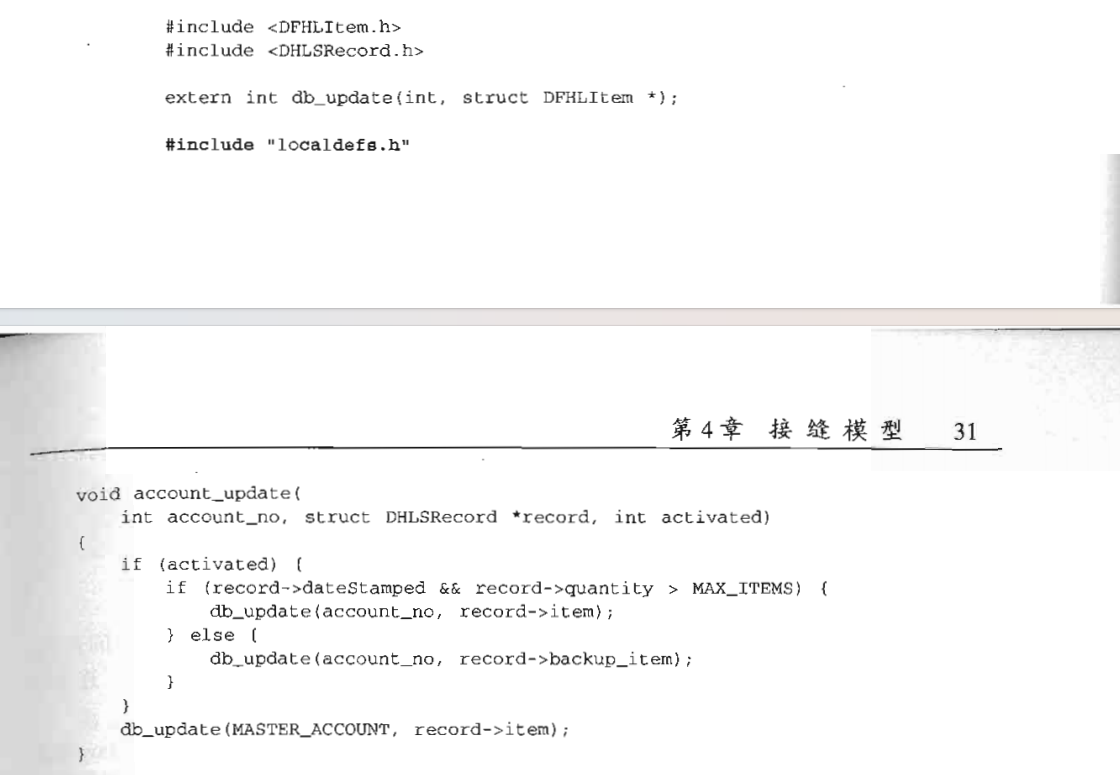 #include <DFHLItem.h>
#include <DHLSRecord.h>
extern int db_update(int, struct DFHLItem *);
#include "localdefs.h"
第4章 接缝模型 31
void account_update(
    int account_no, struct DHLSRecord *record, int activated)
{
    if (activated) {
        if (record->dateStamped && record->quantity > MAX_ITEMS) {
            db_update(account_no, record->item);
        } else {
            db_update(account_no, record->backup_item);
        }
    }
    db_update(MASTER_ACCOUNT, record->item);
}